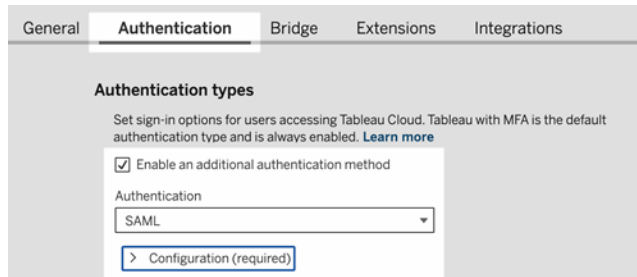 General Authentication Bridge Extensions Integrations
Authentication types
Set sign-in options for users accessing Tableau Cloud. Tableau with MFA is the default
authentication type and is always enabled. Learn more
Enable an additional authentication method
Authentication
SAML
Configuration (required)